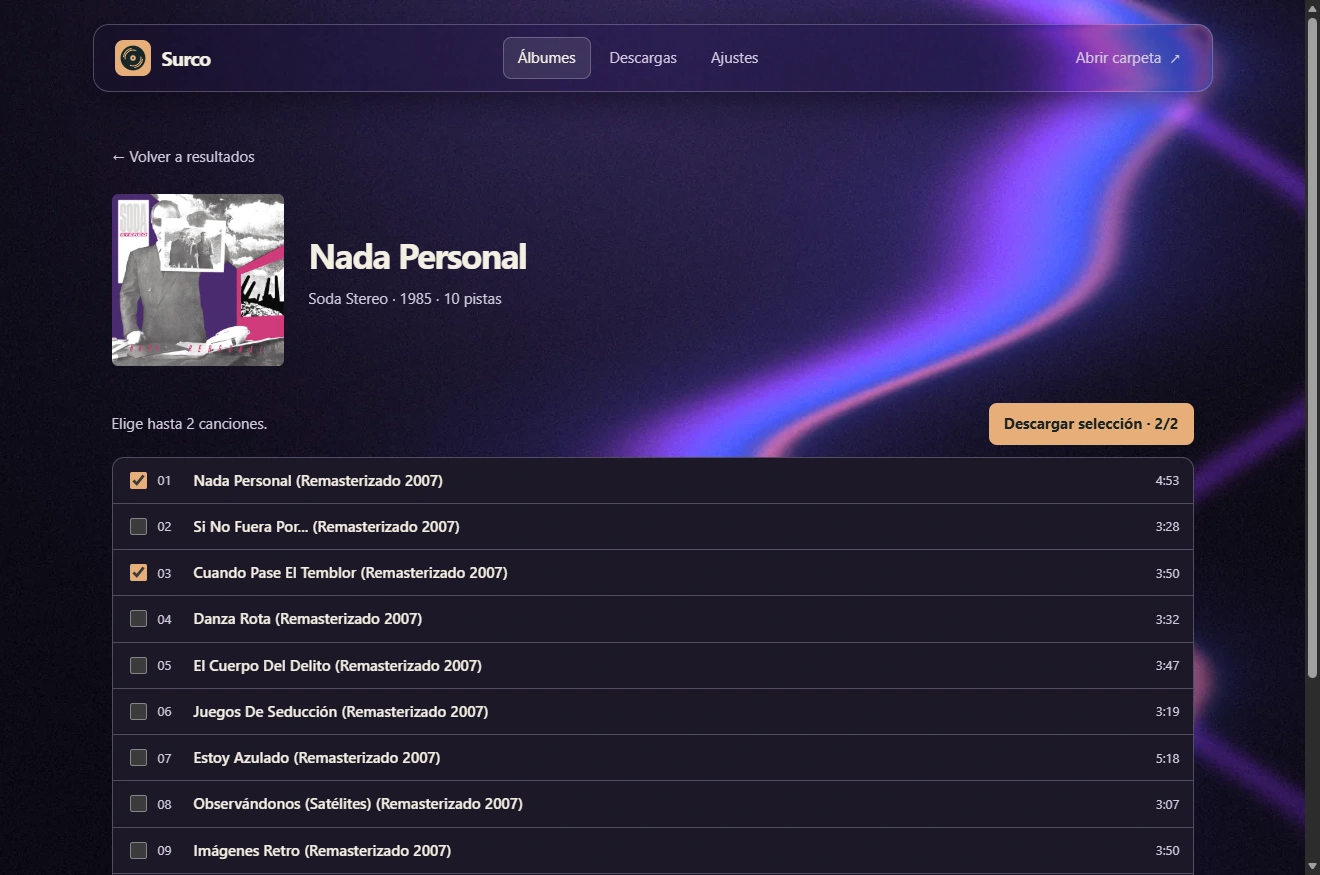 Surco
Álbumes
Descargas
Ajustes
Abrir carpeta ↗
← Volver a resultados
SODA
STEREO
Nada Personal
Soda Stereo · 1985 · 10 pistas
Elige hasta 2 canciones.
Descargar selección · 2/2
01 Nada Personal (Remasterizado 2007) 4:53
02 Si No Fuera Por... (Remasterizado 2007) 3:28
03 Cuando Pase El Temblor (Remasterizado 2007) 3:50
04 Danza Rota (Remasterizado 2007) 3:32
05 El Cuerpo Del Delito (Remasterizado 2007) 3:47
06 Juegos De Seducción (Remasterizado 2007) 3:19
07 Estoy Azulado (Remasterizado 2007) 5:18
08 Observándonos (Satélites) (Remasterizado 2007) 3:07
09 Imágenes Retro (Remasterizado 2007) 3:50